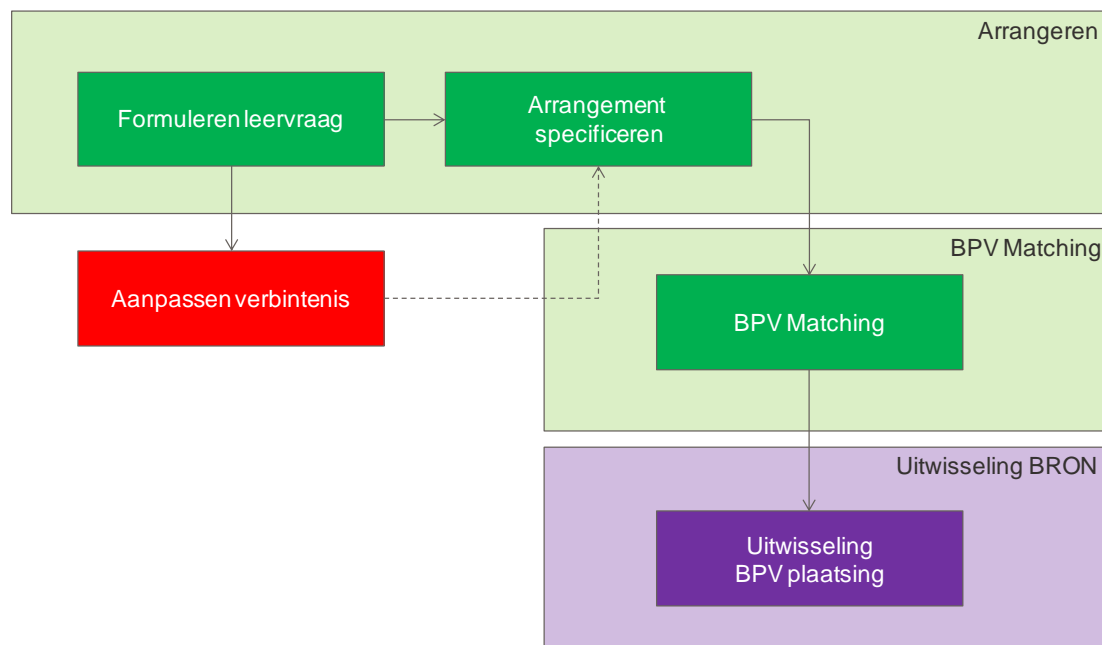 Arrangeren
Formuleren leervraag
Arrangement
specificeren
BPV Matching
Aanpassen verbintenis
BPV Matching
Uitwisseling BRON
Uitwisseling
BPV plaatsing